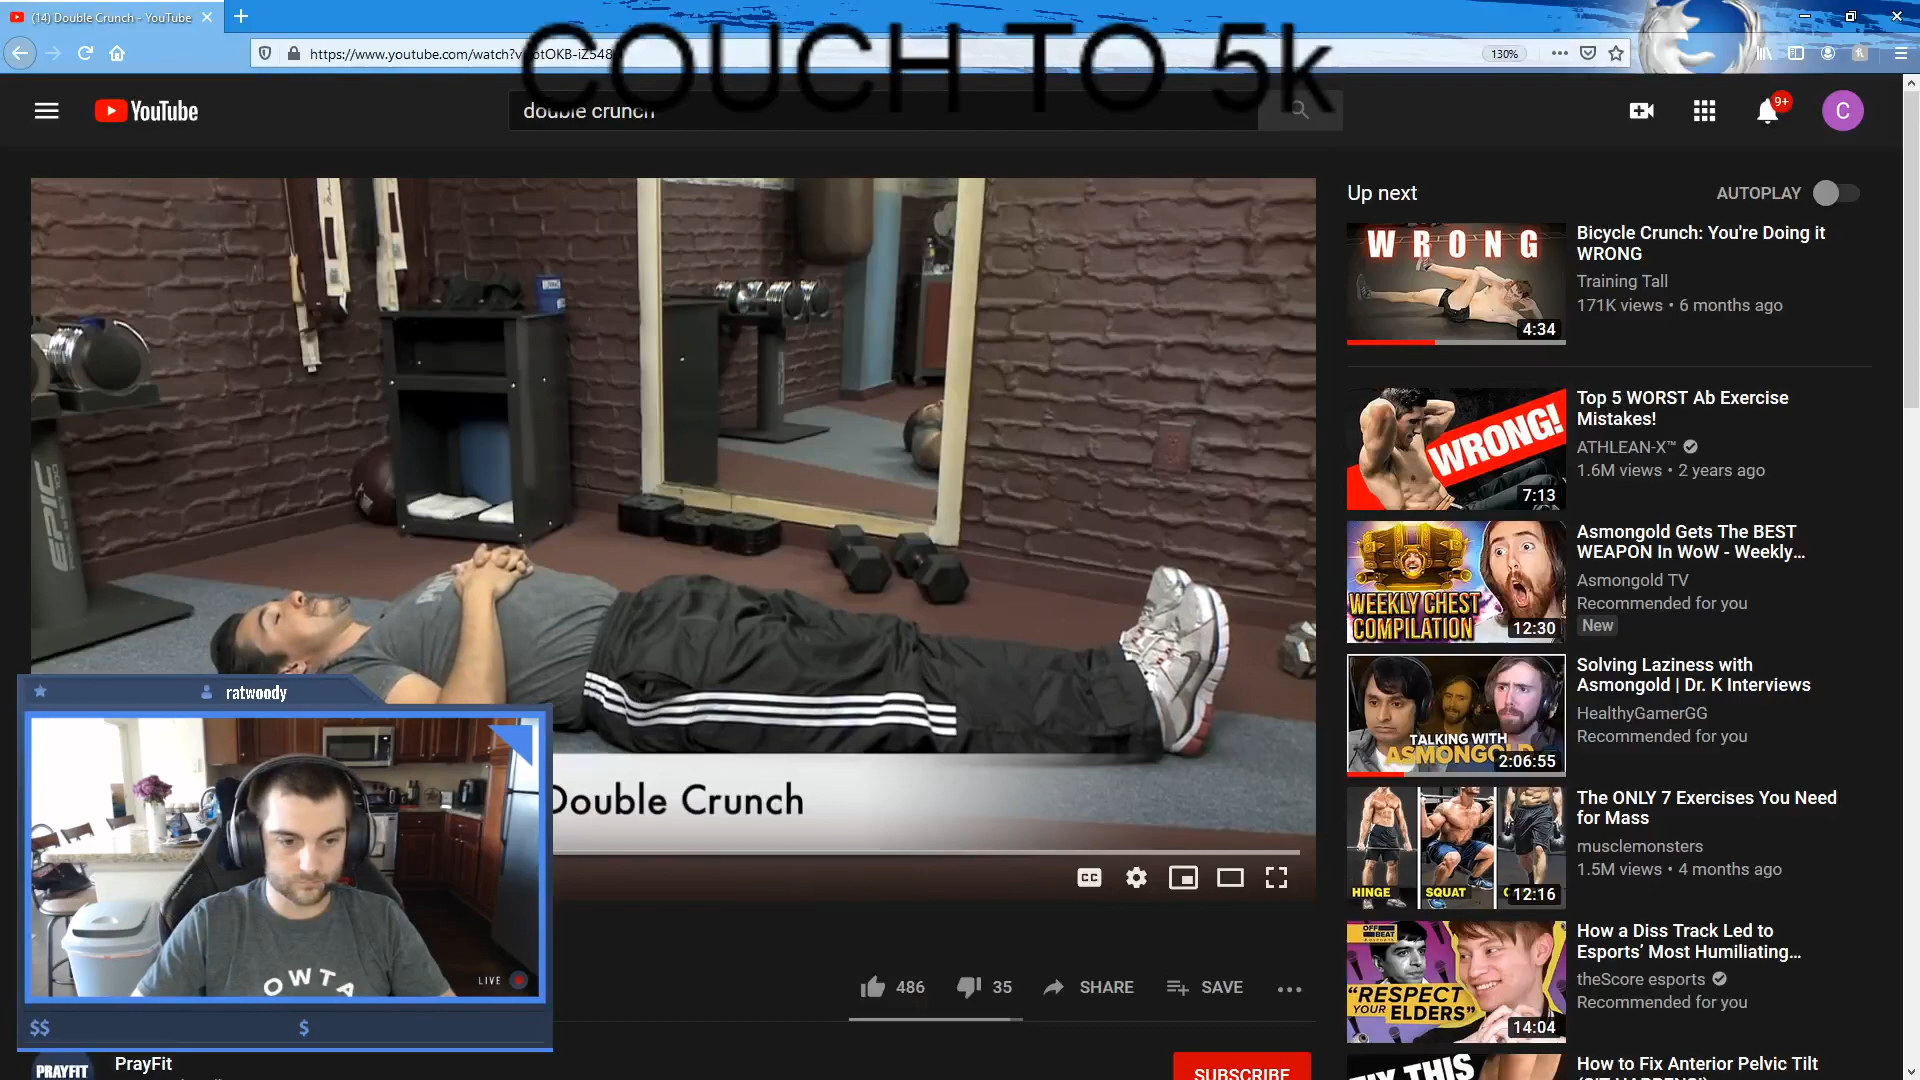 (14) Double Crunch - YouTube
COUCH TO 5k
https://www.youtube.com/watch?v
130%
YouTube
double crunch
9+
C
EPIC
Double Crunch
ratwoody
OWTA
LIVE
$$
$
486
35
SHARE
SAVE
PRAYFIT
PrayFit
SUBSCRIBE
Up next
AUTOPLAY
WRONG
4:34
Bicycle Crunch: You're Doing it
WRONG
Training Tall
171K views • 6 months ago
WRONG!
7:13
Top 5 WORST Ab Exercise
Mistakes!
ATHLEAN-X™
1.6M views • 2 years ago
WEEKLY CHEST
COMPILATION
12:30
Asmongold Gets The BEST
WEAPON In WoW - Weekly...
Asmongold TV
Recommended for you
New
TALKING WITH
ASMONGOLD
2:06:55
Solving Laziness with
Asmongold | Dr. K Interviews
HealthyGamerGG
Recommended for you
HINGE
SQUAT
12:16
The ONLY 7 Exercises You Need
for Mass
musclemonsters
1.5M views • 4 months ago
OFF
BEAT
"RESPECT
YOUR
ELDERS"
14:04
How a Diss Track Led to
Esports' Most Humiliating...
theScore esports
Recommended for you
THIS
How to Fix Anterior Pelvic Tilt